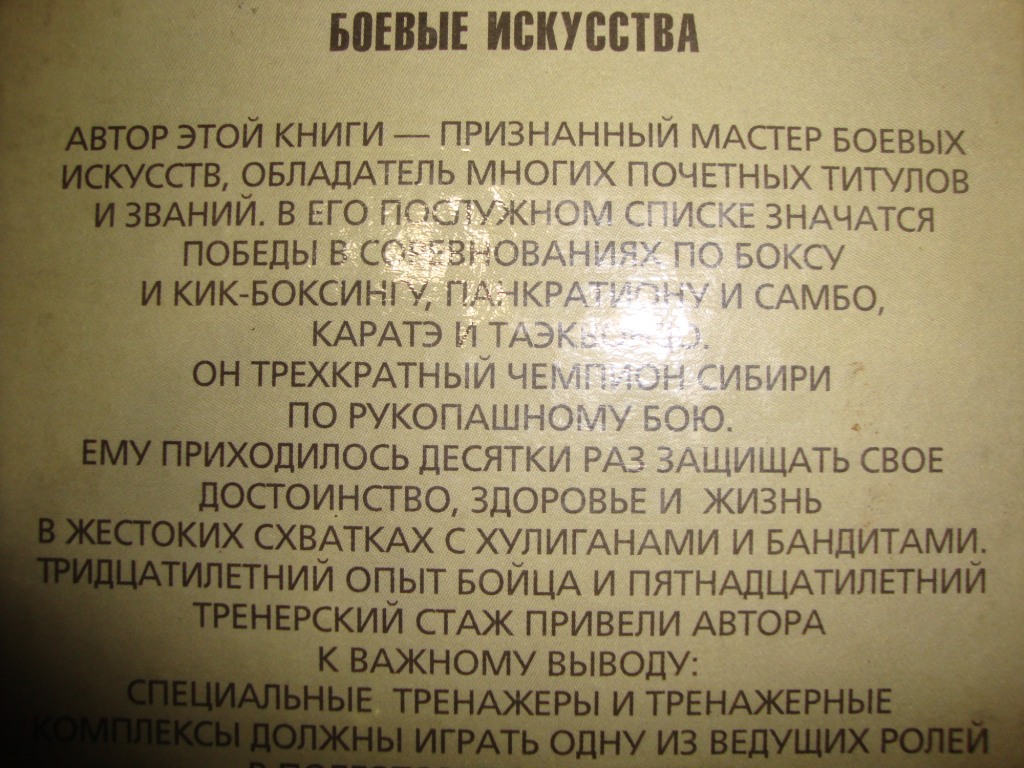 БОЕВЫЕ ИСКУССТВА
АВТОР ЭТОЙ КНИГИ — ПРИЗНАННЫЙ МАСТЕР БОЕВЫХ
ИСКУССТВ, ОБЛАДАТЕЛЬ МНОГИХ ПОЧЕТНЫХ ТИТУЛОВ
И ЗВАНИЙ. В ЕГО ПОСЛУЖНОМ СПИСКЕ ЗНАЧАТСЯ
ПОБЕДЫ В СОРЕВНОВАНИЯХ ПО БОКСУ
И КИК-БОКСИНГУ, ПАНКРАТИОНУ И САМБО,
КАРАТЭ И ТАЭКВОНДО.
ОН ТРЕХКРАТНЫЙ ЧЕМПИОН СИБИРИ
ПО РУКОПАШНОМУ БОЮ.
ЕМУ ПРИХОДИЛОСЬ ДЕСЯТКИ РАЗ ЗАЩИЩАТЬ СВОЕ
ДОСТОИНСТВО, ЗДОРОВЬЕ И ЖИЗНЬ
В ЖЕСТОКИХ СХВАТКАХ С ХУЛИГАНАМИ И БАНДИТАМИ.
ТРИДЦАТИЛЕТНИЙ ОПЫТ БОЙЦА И ПЯТНАДЦАТИЛЕТНИЙ
ТРЕНЕРСКИЙ СТАЖ ПРИВЕЛИ АВТОРА
К ВАЖНОМУ ВЫВОДУ:
СПЕЦИАЛЬНЫЕ ТРЕНАЖЕРЫ И ТРЕНАЖЕРНЫЕ
КОМПЛЕКСЫ ДОЛЖНЫ ИГРАТЬ ОДНУ ИЗ ВЕДУЩИХ РОЛЕЙ